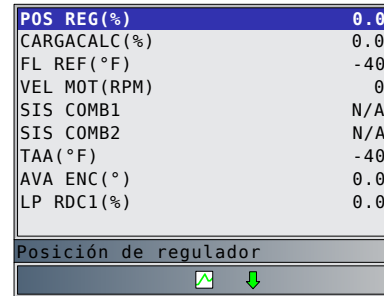 POS REG(%) 0.0
CARGACALC(%) 0.0
FL REF(°F) -40
VEL MOT(RPM) 0
SIS COMB1 N/A
SIS COMB2 N/A
TAA(°F) -40
AVA ENC(°) 0.0
LP RDC1(%) 0.0
Posición de regulador